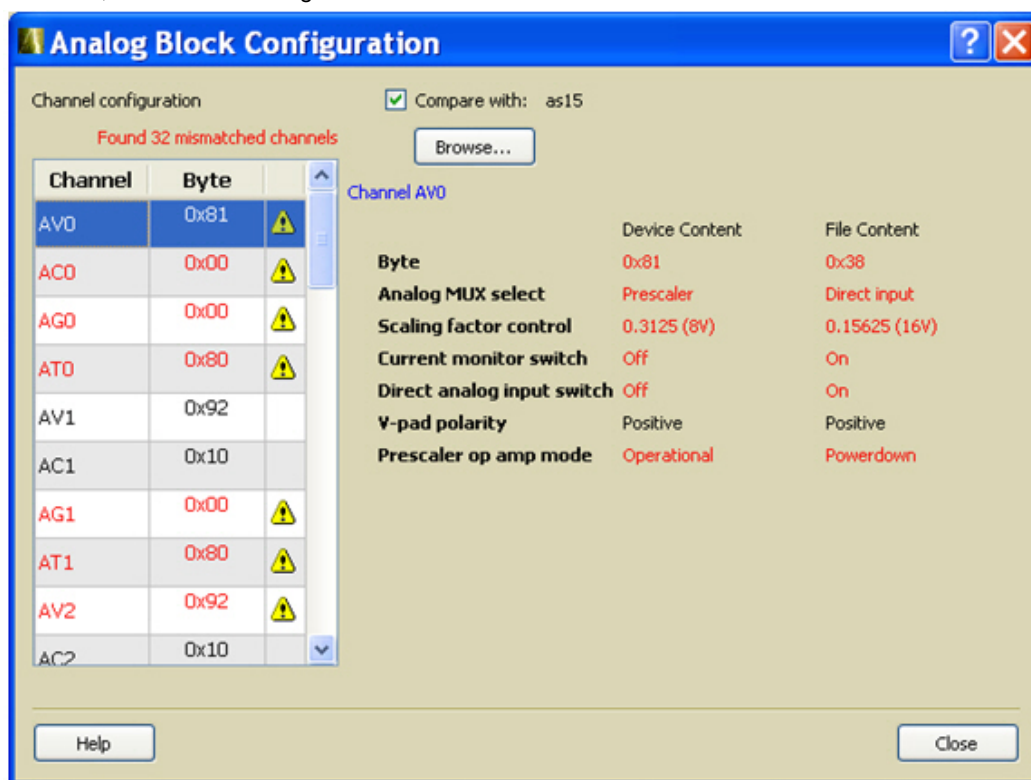 Analog Block Configuration
Channel configuration
Compare with: as15
Found 32 mismatched channels
Browse...
Channel Byte
AV0 0x81
AC0 0x00
AG0 0x00
AT0 0x80
AV1 0x92
AC1 0x10
AG1 0x00
AT1 0x80
AV2 0x92
AC2 0x10
Channel AV0
Device Content File Content
Byte 0x81 0x38
Analog MUX select Prescaler Direct input
Scaling factor control 0.3125 (8V) 0.15625 (16V)
Current monitor switch Off On
Direct analog input switch Off On
V-pad polarity Positive Positive
Prescaler op amp mode Operational Powerdown
Help
Close